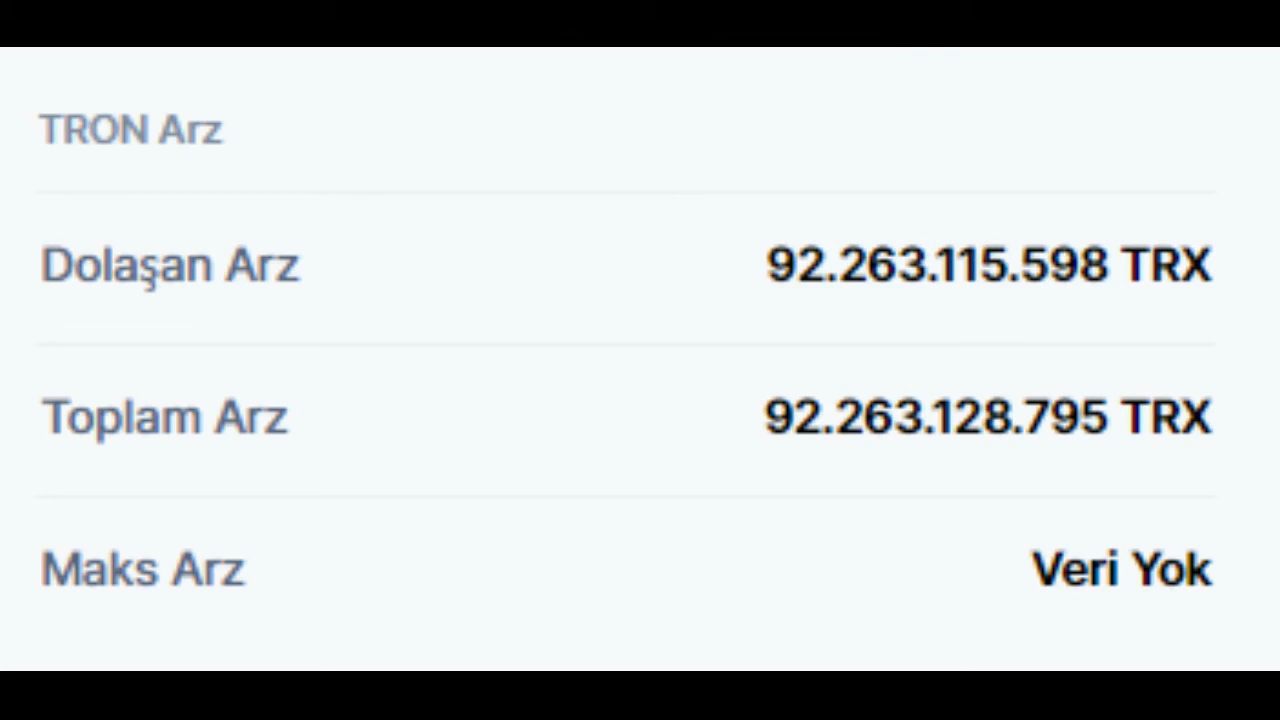 TRON Arz
Dolaşan Arz 92.263.115.598 TRX
Toplam Arz 92.263.128.795 TRX
Maks Arz Veri Yok